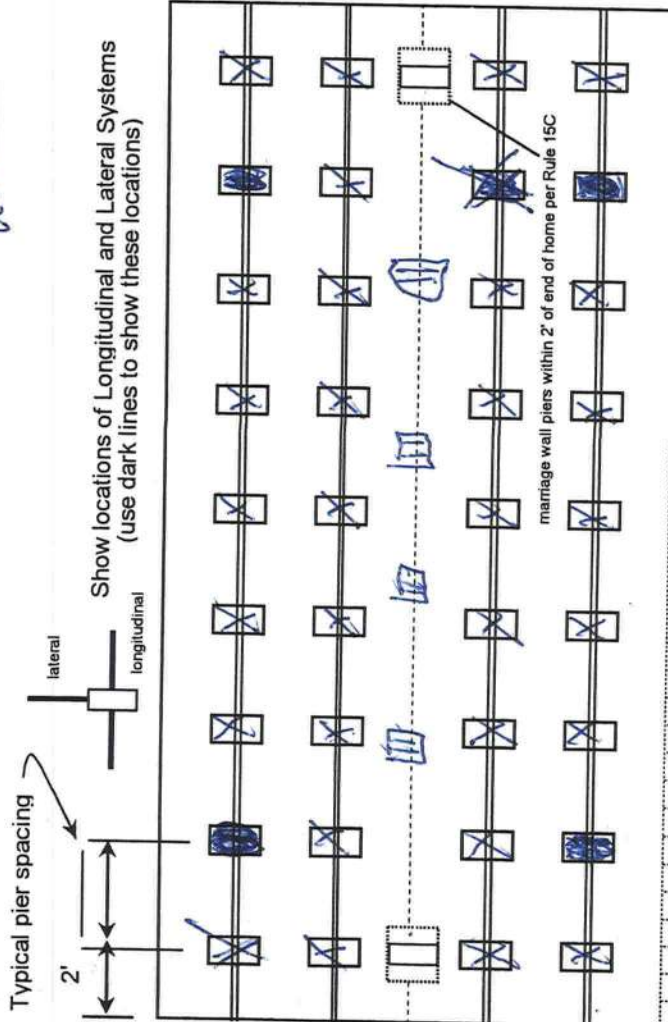 Typical pier spacing
2'
lateral
longitudinal
Show locations of Longitudinal and Lateral Systems
(use dark lines to show these locations)
marriage wall piers within 2' of end of home per Rule 15C